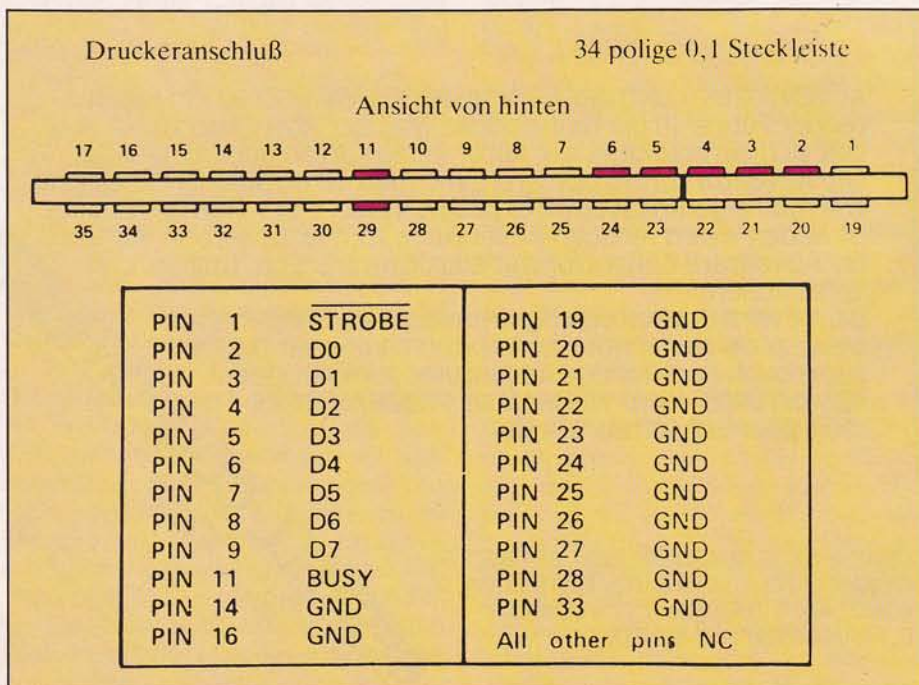 Druckeranschluß 34 polige 0,1 Steckleiste
Ansicht von hinten
17 16 15 14 13 12 11 10 9 8 7 6 5 4 3 2 1
35 34 33 32 31 30 29 28 27 26 25 24 23 22 21 20 19
PIN 1 STROBE PIN 19 GND
PIN 2 D0 PIN 20 GND
PIN 3 D1 PIN 21 GND
PIN 4 D2 PIN 22 GND
PIN 5 D3 PIN 23 GND
PIN 6 D4 PIN 24 GND
PIN 7 D5 PIN 25 GND
PIN 8 D6 PIN 26 GND
PIN 9 D7 PIN 27 GND
PIN 11 BUSY PIN 28 GND
PIN 14 GND PIN 33 GND
PIN 16 GND All other pins NC